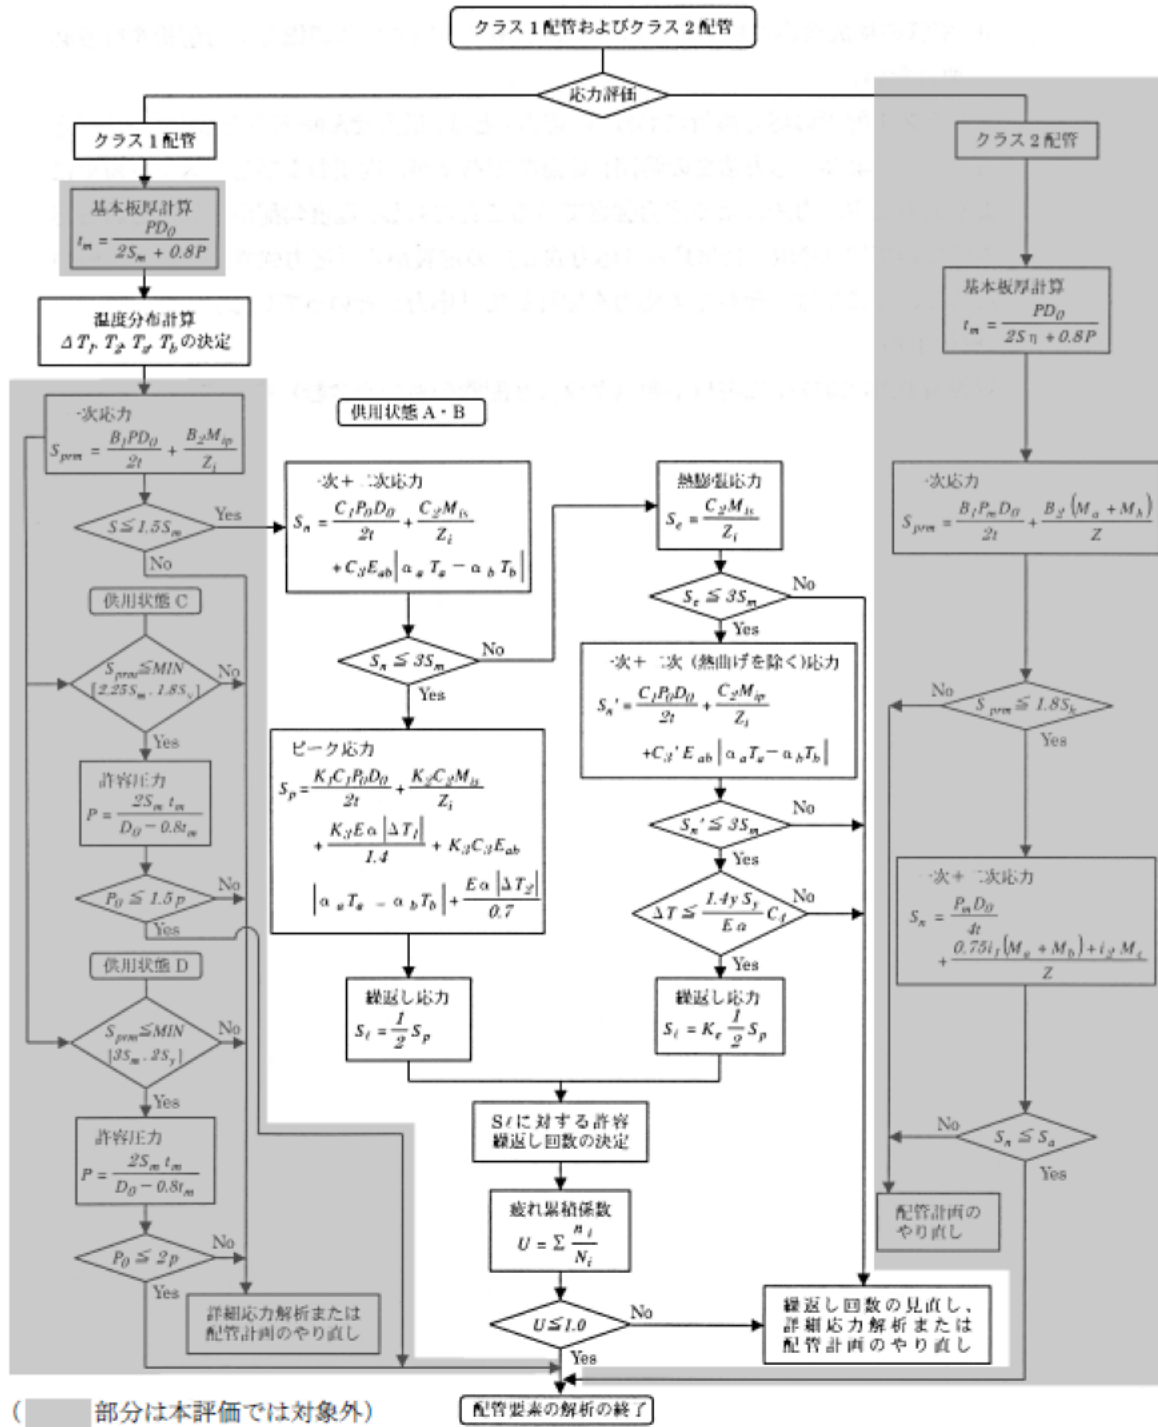 クラス1配管およびクラス2配管
応力評価
クラス1配管
クラス2配管
基本板厚計算
t_m = PD_0 / (2S_m + 0.8P)
温度分布計算
ΔT_1, T_2, T_a, T_bの決定
一次応力
S_prm = B_1PD_0 / 2t + B_2M_ip / Z_i
S≦1.5S_m
Yes
No
供用状態C
S_prm≦MIN
[2.25S_m . 1.8S_y]
No
Yes
許容圧力
P = 2S_m t_m / (D_0 − 0.8t_m)
P_0 ≦ 1.5p
No
Yes
供用状態D
S_prm≦MIN
[3S_m . 2S_y]
No
Yes
許容圧力
P = 2S_m t_m / (D_0 − 0.8t_m)
P_0 ≦ 2p
No
Yes
詳細応力解析または
配管計画のやり直し
供用状態A・B
一次+二次応力
S_n = C_1P_0D_0 / 2t + C_2M_is / Z_i
+ C_3E_ab|α_a T_a − α_b T_b|
S_n ≦ 3S_m
No
Yes
ピーク応力
S_p = K_1C_1P_0D_0 / 2t + K_2C_2M_is / Z_i
+ K_3Eα|ΔT_1| / 1.4 + K_3C_3E_ab
|α_a T_a − α_b T_b| + Eα|ΔT_2| / 0.7
繰返し応力
S_ℓ = 1/2 S_p
熱膨張応力
S_e = C_2M_is / Z_i
No
S_e ≦ 3S_m
Yes
一次+二次(熱曲げを除く)応力
S_n' = C_1P_0D_0 / 2t + C_2M_ip / Z_i
+C_3'E_ab|α_aT_a−α_bT_b|
S_n' ≦ 3S_m
No
Yes
ΔT ≦ 1.4y S_y / Eα C_4
No
Yes
繰返し応力
S_ℓ = K_e 1/2 S_p
Sℓに対する許容
繰返し回数の決定
疲れ累積係数
U = Σ n_i / N_i
U≦1.0
No
Yes
繰返し回数の見直し、
詳細応力解析または
配管計画のやり直し
基本板厚計算
t_m = PD_0 / (2Sη + 0.8P)
一次応力
S_prm = B_1P_mD_0 / 2t + B_2(M_a + M_b) / Z
No
S_prm ≦ 1.8S_h
Yes
一次+二次応力
S_n = P_mD_0 / 4t
+ (0.75i_1(M_a + M_b) + i_2M_c) / Z
No
S_n ≦ S_a
Yes
配管計画の
やり直し
配管要素の解析の終了
( 部分は本評価では対象外)